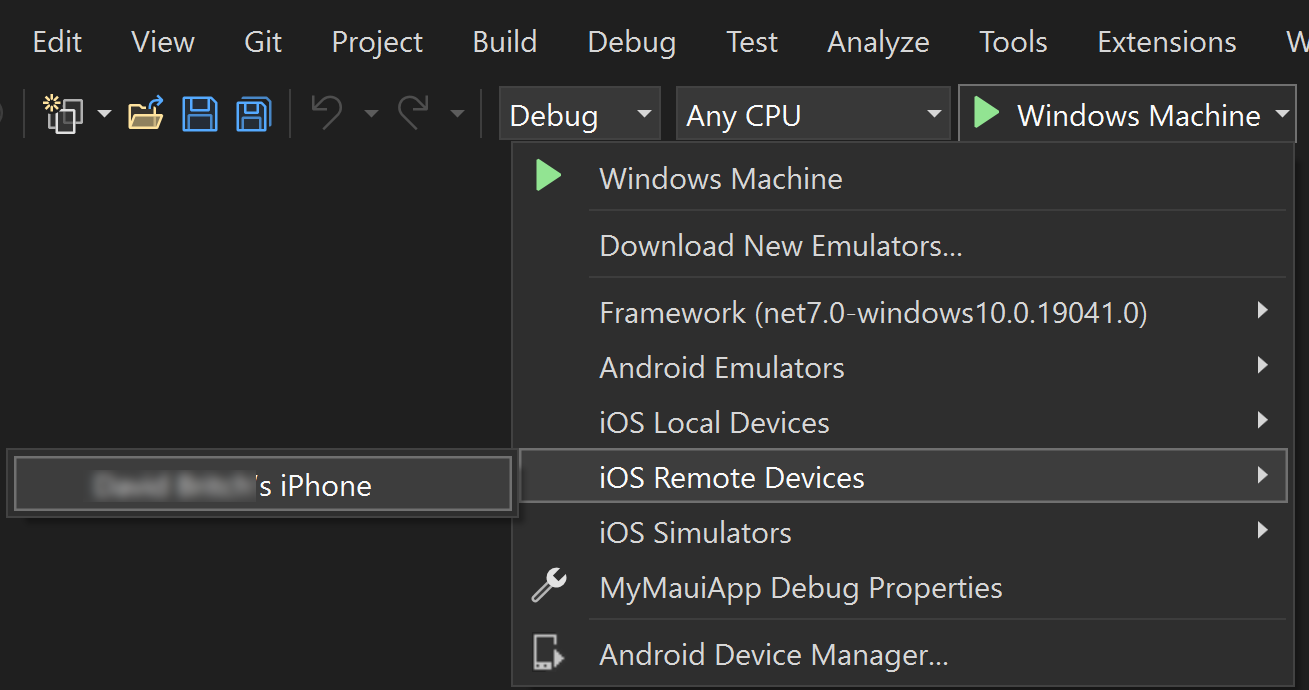 Edit View Git Project Build Debug Test Analyze Tools Extensions W
Debug Any CPU Windows Machine
Windows Machine
Download New Emulators...
Framework (net7.0-windows10.0.19041.0)
Android Emulators
iOS Local Devices
iOS Remote Devices
's iPhone
iOS Simulators
MyMauiApp Debug Properties
Android Device Manager...